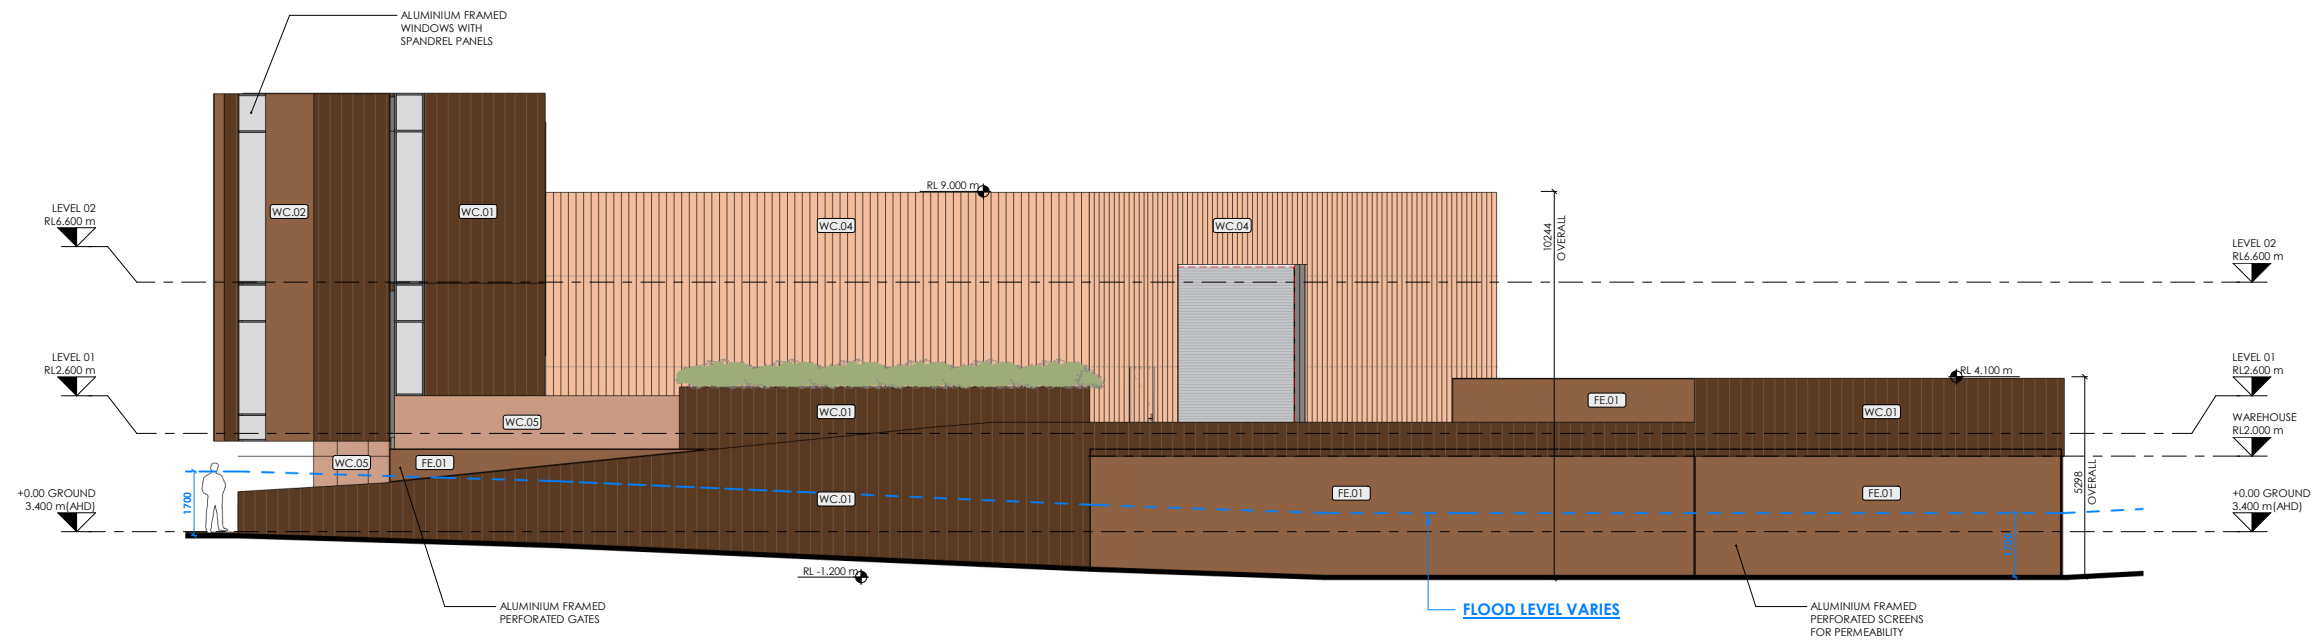 ALUMINIUM FRAMED
WINDOWS WITH
SPANDREL PANELS
RL 9.000 m
LEVEL 02
RL6.600 m
WC.02
WC.01
WC.04
WC.04
10244
OVERALL
LEVEL 02
RL6.600 m
LEVEL 01
RL2.600 m
RL 4.100 m
LEVEL 01
RL2.600 m
FE.01
WC.01
WC.05
WC.01
WAREHOUSE
RL2.000 m
WC.05
FE.01
5298
OVERALL
+0.00 GROUND
3.400 m(AHD)
1700
WC.01
FE.01
FE.01
+0.00 GROUND
3.400 m(AHD)
1700
RL -1.200 m
ALUMINIUM FRAMED
PERFORATED GATES
FLOOD LEVEL VARIES
ALUMINIUM FRAMED
PERFORATED SCREENS
FOR PERMEABILITY